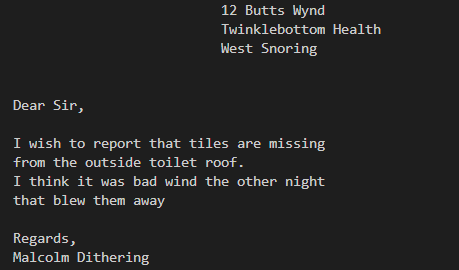 12 Butts Wynd
Twinklebottom Health
West Snoring
Dear Sir,
I wish to report that tiles are missing
from the outside toilet roof.
I think it was bad wind the other night
that blew them away
Regards,
Malcolm Dithering